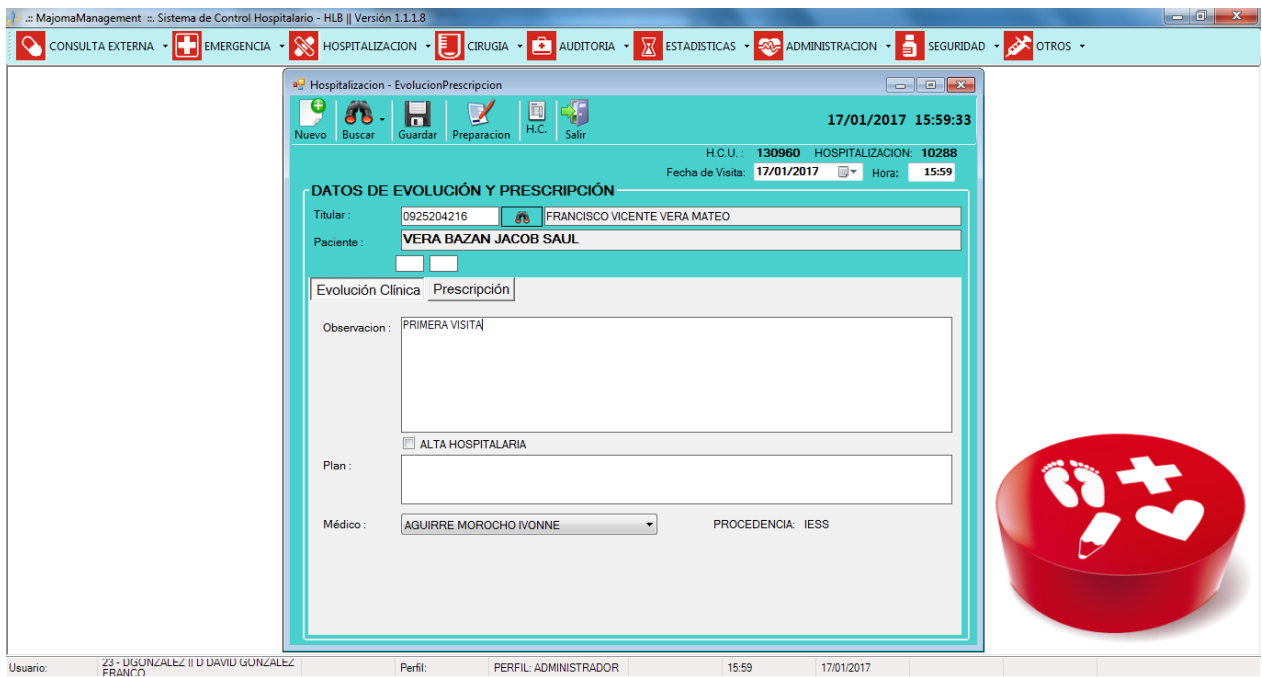 .:: MajomaManagement ::. Sistema de Control Hospitalario - HLB || Versión 1.1.1.8
CONSULTA EXTERNA EMERGENCIA HOSPITALIZACION CIRUGIA AUDITORIA ESTADISTICAS ADMINISTRACION SEGURIDAD OTROS
Hospitalizacion - EvolucionPrescripcion
Nuevo Buscar Guardar Preparacion H.C. Salir
17/01/2017 15:59:33
H.C.U. : 130960 HOSPITALIZACION: 10288
Fecha de Visita: 17/01/2017 Hora: 15:59
DATOS DE EVOLUCIÓN Y PRESCRIPCIÓN
Titular : 0925204216 FRANCISCO VICENTE VERA MATEO
Paciente : VERA BAZAN JACOB SAUL
Evolución Clínica Prescripción
Observacion : PRIMERA VISITA
ALTA HOSPITALARIA
Plan :
Médico : AGUIRRE MOROCHO IVONNE PROCEDENCIA: IESS
Usuario: 23 - DGONZALEZ || D DAVID GONZALEZ
FRANCO
Perfil: PERFIL: ADMINISTRADOR 15:59 17/01/2017